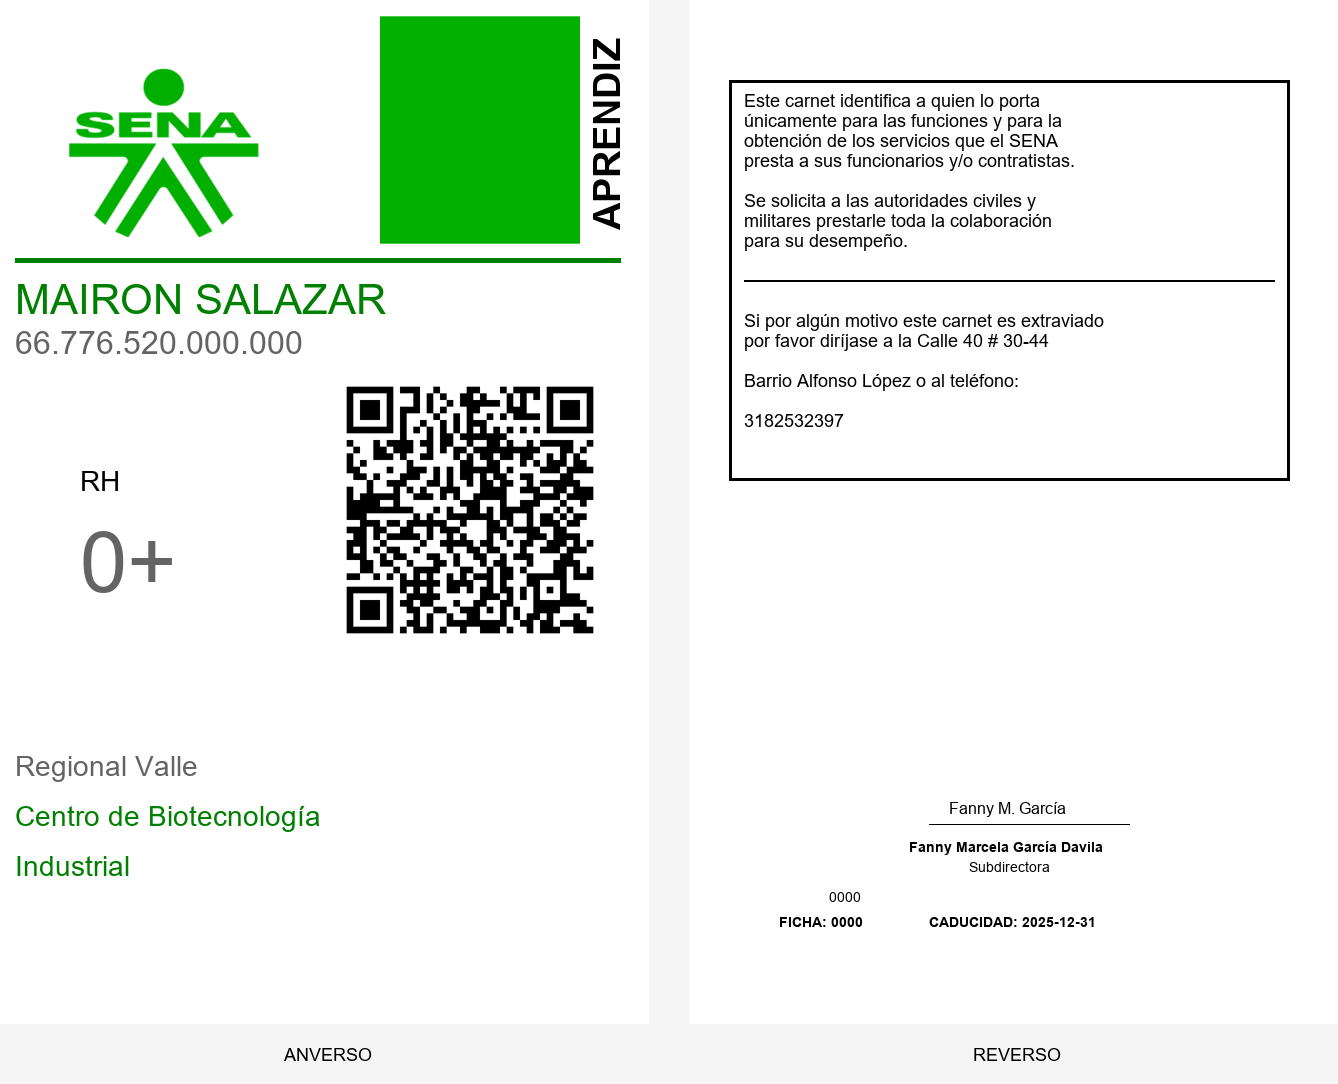 SENA
APRENDIZ
MAIRON SALAZAR
66.776.520.000.000
RH
0+
Regional Valle
Centro de Biotecnología
Industrial
ANVERSO
Este carnet identifica a quien lo porta
únicamente para las funciones y para la
obtención de los servicios que el SENA
presta a sus funcionarios y/o contratistas.
Se solicita a las autoridades civiles y
militares prestarle toda la colaboración
para su desempeño.
Si por algún motivo este carnet es extraviado
por favor diríjase a la Calle 40 # 30-44
Barrio Alfonso López o al teléfono:
3182532397
Fanny M. García
Fanny Marcela García Davila
Subdirectora
0000
FICHA: 0000 CADUCIDAD: 2025-12-31
REVERSO